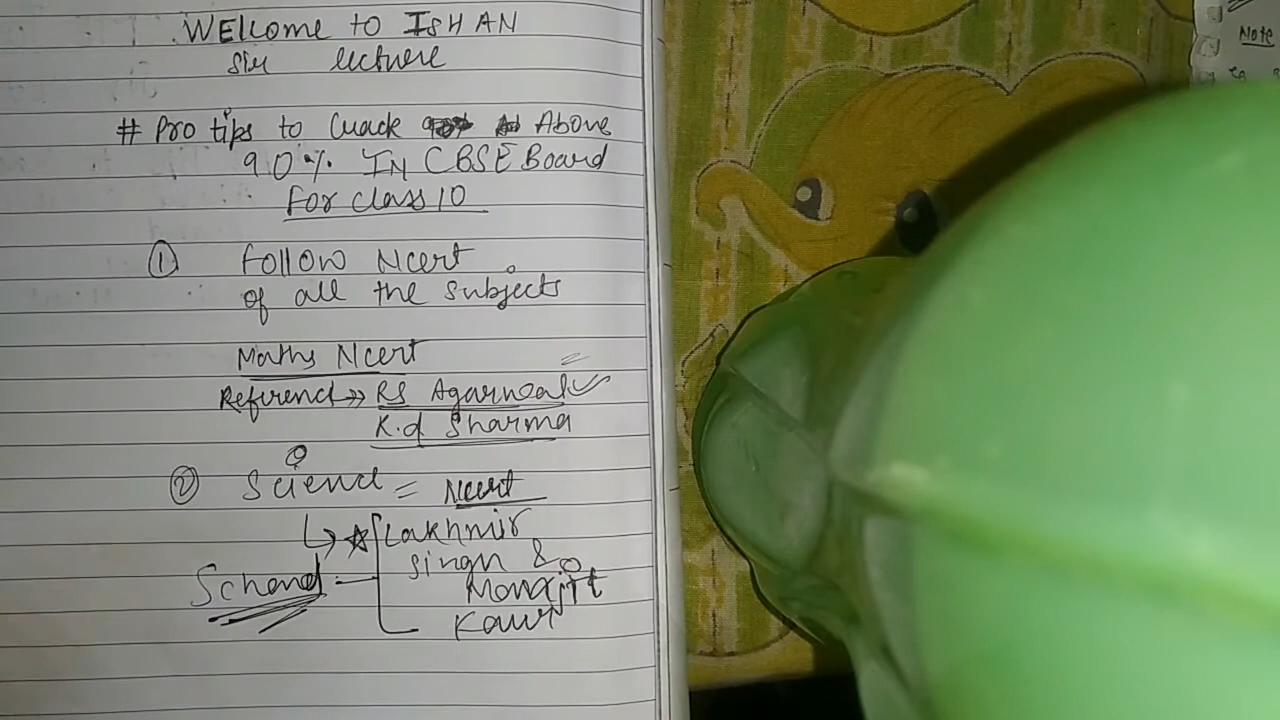 WElcome to ISHAN
sir lecture
# Pro tips to Crack Above
90% IN CBSE Board
For class 10
① Follow Ncert
of all the subjects
Maths Ncert
RS Agarwal
K.d Sharma
② Science = Ncert
Lakhmir
Singh &
Manjit
Kaur
Note